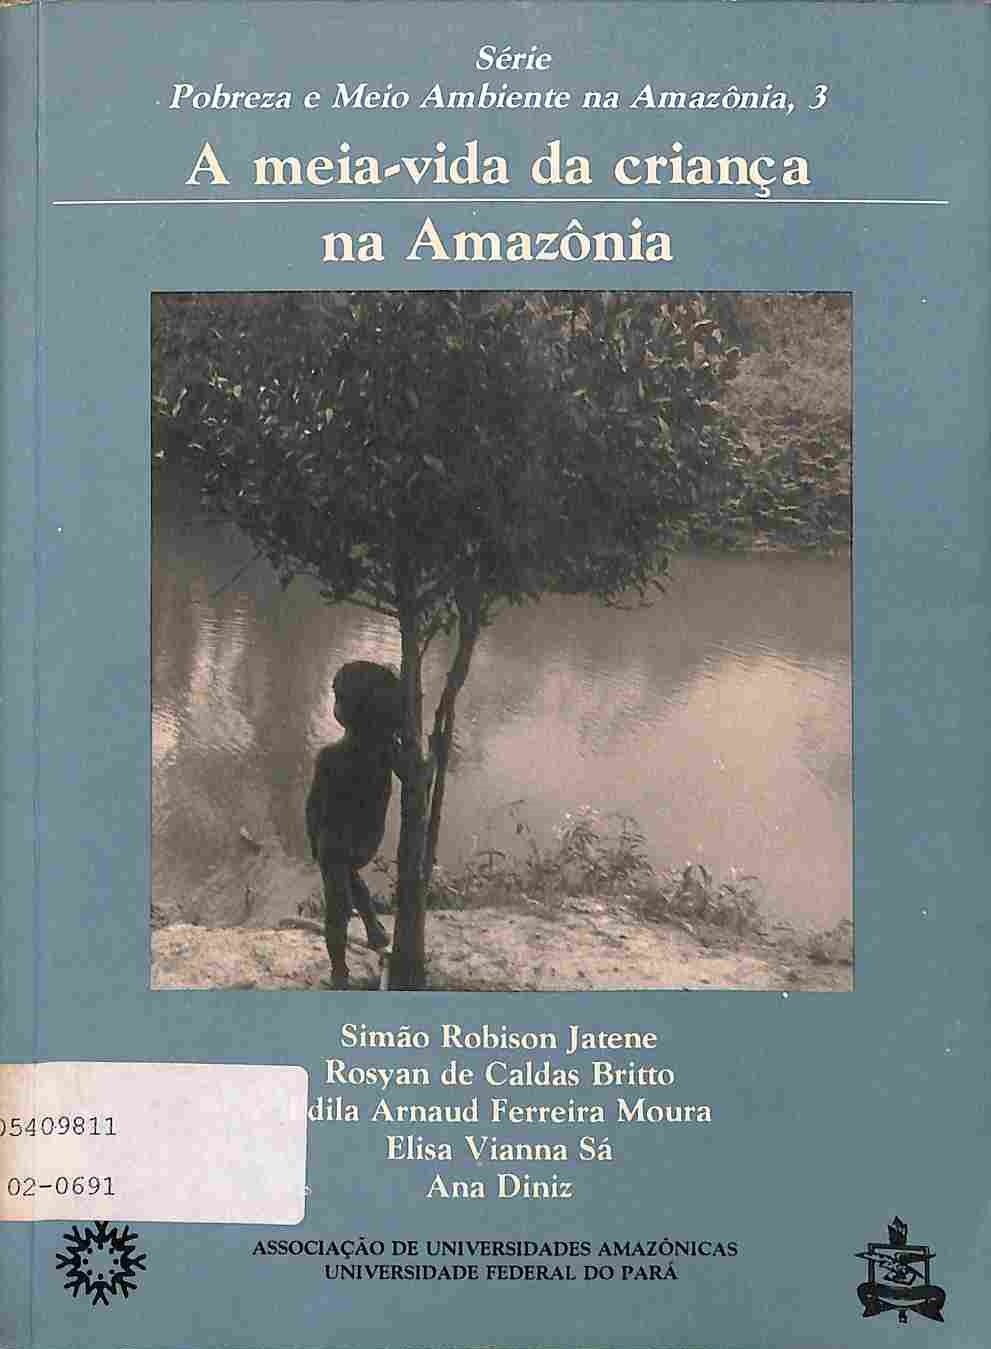 Série
Pobreza e Meio Ambiente na Amazônia, 3
A meia-vida da criança
na Amazônia
Simão Robison Jatene
Rosyan de Caldas Britto
dila Arnaud Ferreira Moura
Elisa Vianna Sá
Ana Diniz
05409811
02-0691
ASSOCIAÇÃO DE UNIVERSIDADES AMAZÔNICAS
UNIVERSIDADE FEDERAL DO PARÁ